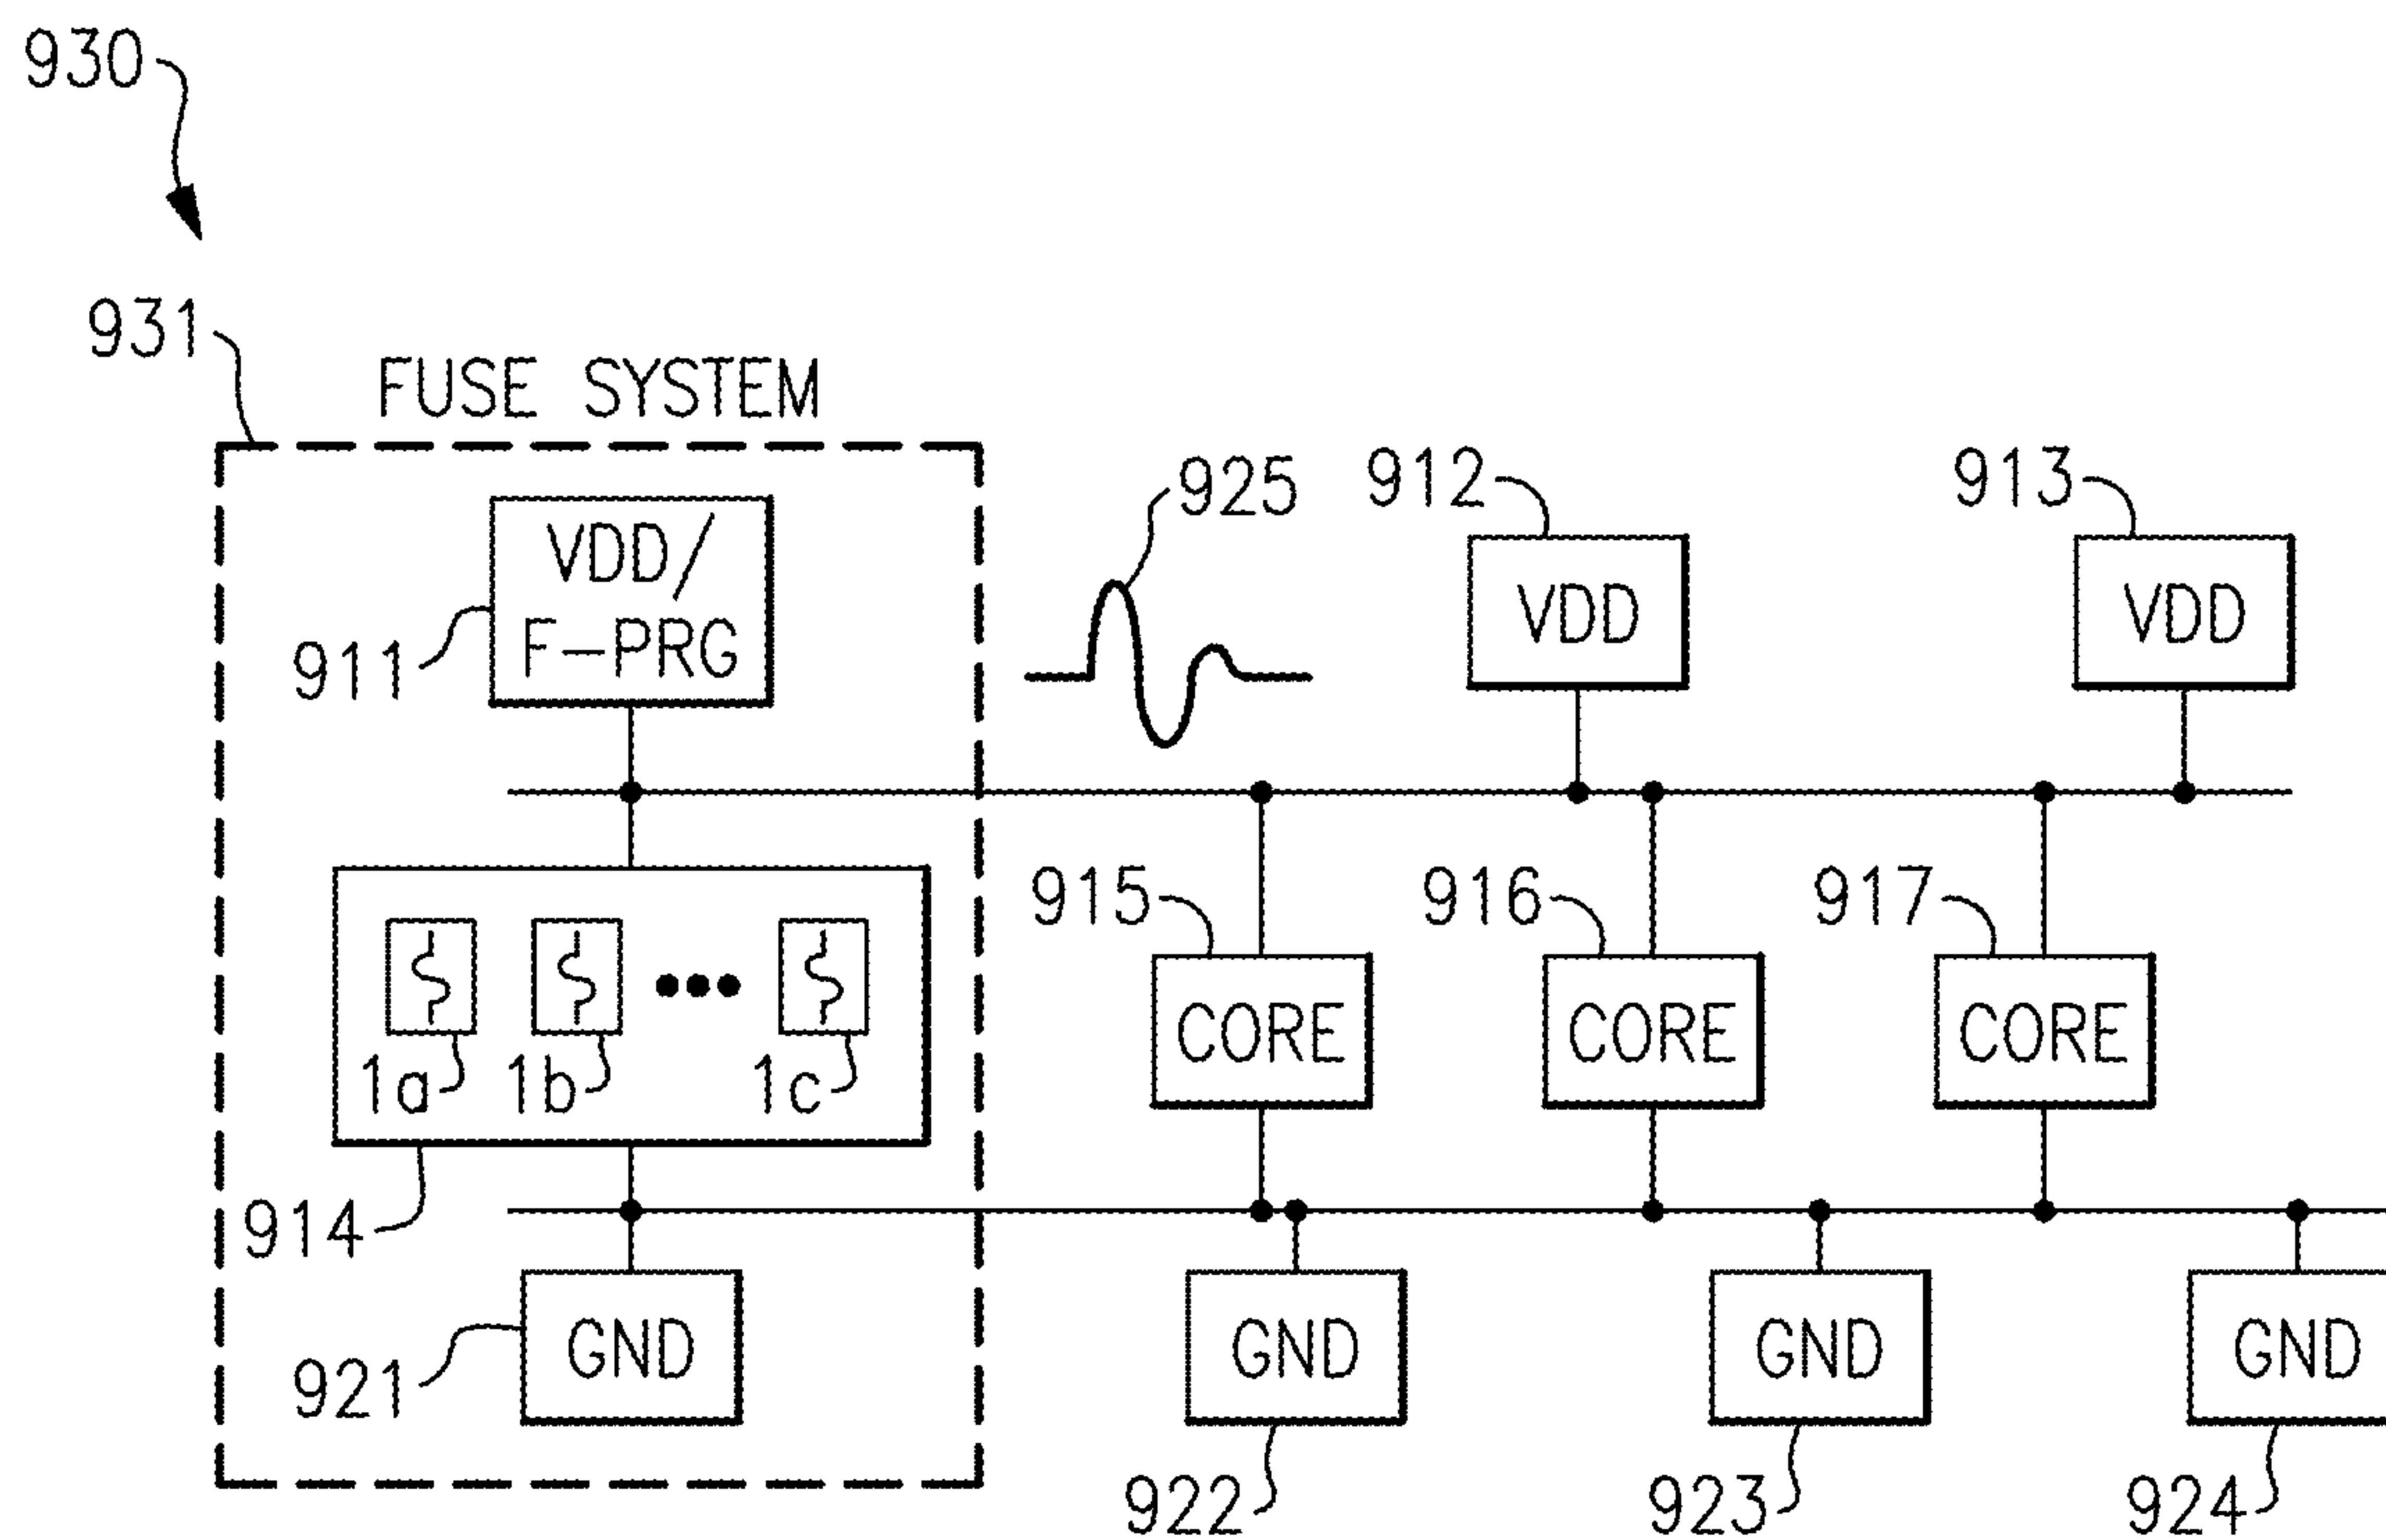 930
931
FUSE SYSTEM
925
912
913
VDD/
F-PRG
911
VDD
VDD
915
916
917
CORE
CORE
CORE
1a
1b
1c
914
GND
GND
GND
GND
921
922
923
924